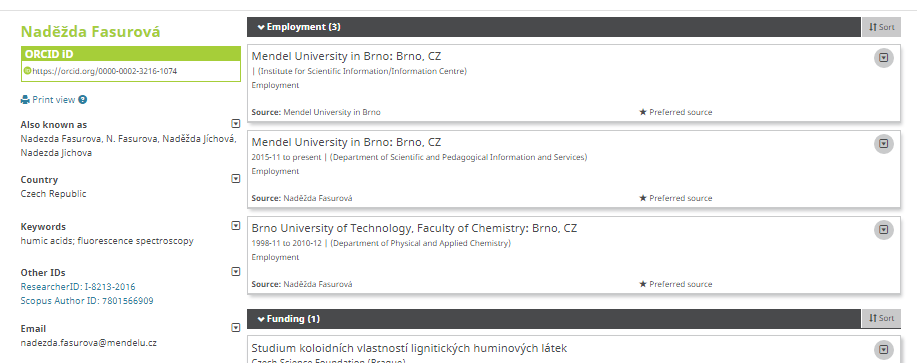 Naděžda Fasurová
ORCID iD
https://orcid.org/0000-0002-3216-1074
Print view
Also known as
Nadezda Fasurova, N. Fasurova, Naděžda Jíchová,
Nadezda Jichova
Country
Czech Republic
Keywords
humic acids; fluorescence spectroscopy
Other IDs
ResearcherID: I-8213-2016
Scopus Author ID: 7801566909
Email
nadezda.fasurova@mendelu.cz
Employment (3)
Sort
Mendel University in Brno: Brno, CZ
| (Institute for Scientific Information/Information Centre)
Employment
Source: Mendel University in Brno
Preferred source
Mendel University in Brno: Brno, CZ
2015-11 to present | (Department of Scientific and Pedagogical Information and Services)
Employment
Source: Naděžda Fasurová
Preferred source
Brno University of Technology, Faculty of Chemistry: Brno, CZ
1998-11 to 2010-12 | (Department of Physical and Applied Chemistry)
Employment
Source: Naděžda Fasurová
Preferred source
Funding (1)
Sort
Studium koloidních vlastností lignitických huminových látek
Czech Science Foundation (Prague)